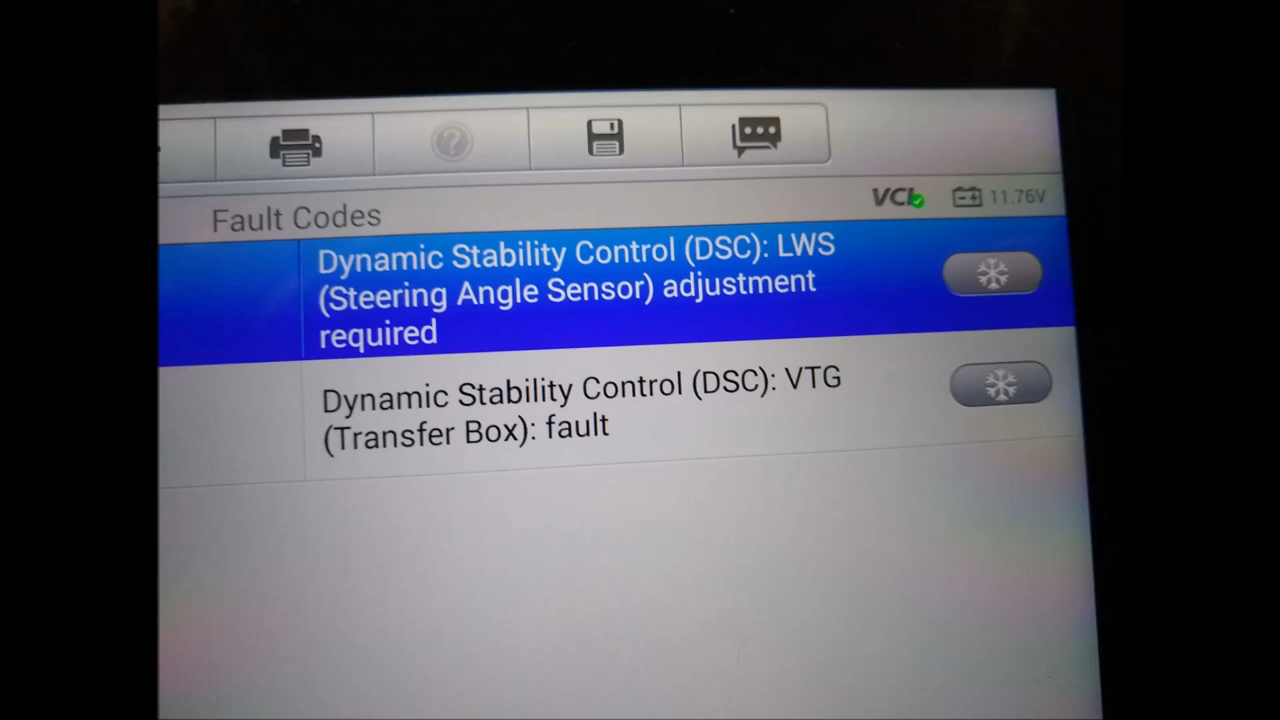 VCI 11.76V
Fault Codes
Dynamic Stability Control (DSC): LWS
(Steering Angle Sensor) adjustment
required
Dynamic Stability Control (DSC): VTG
(Transfer Box): fault